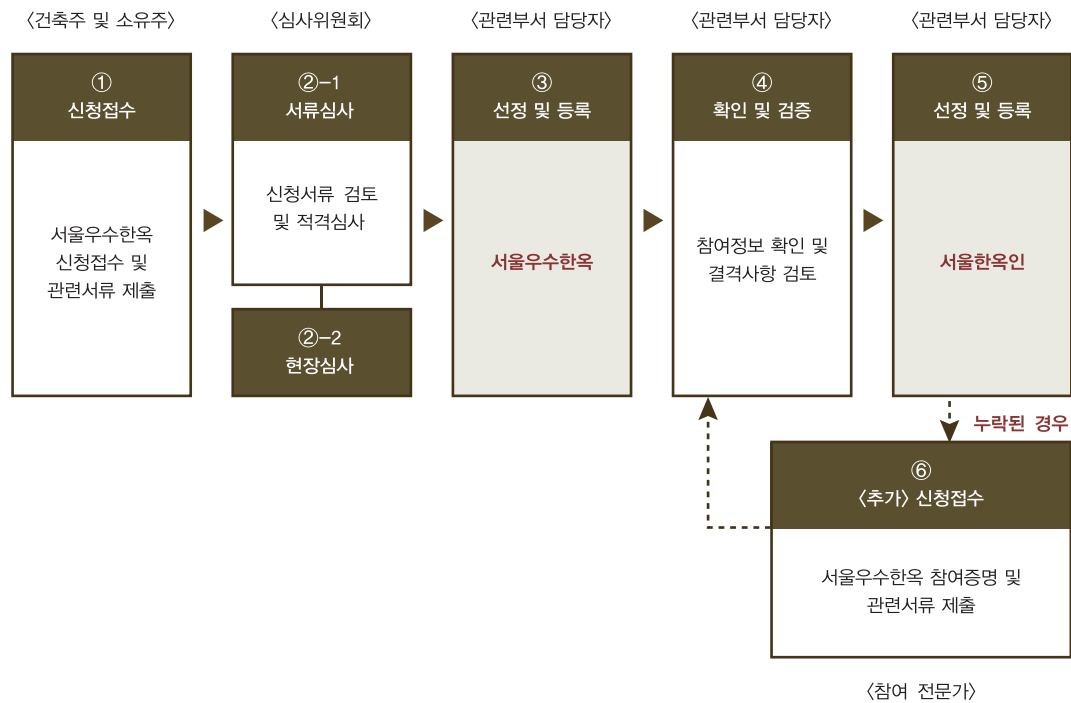 〈건축주 및 소유주〉
①
신청접수
서울우수한옥
신청접수 및
관련서류 제출
〈심사위원회〉
②-1
서류심사
신청서류 검토
및 적격심사
②-2
현장심사
〈관련부서 담당자〉
③
선정 및 등록
서울우수한옥
〈관련부서 담당자〉
④
확인 및 검증
참여정보 확인 및
결격사항 검토
〈관련부서 담당자〉
⑤
선정 및 등록
서울한옥인
누락된 경우
⑥
〈추가〉 신청접수
서울우수한옥 참여증명 및
관련서류 제출
〈참여 전문가〉